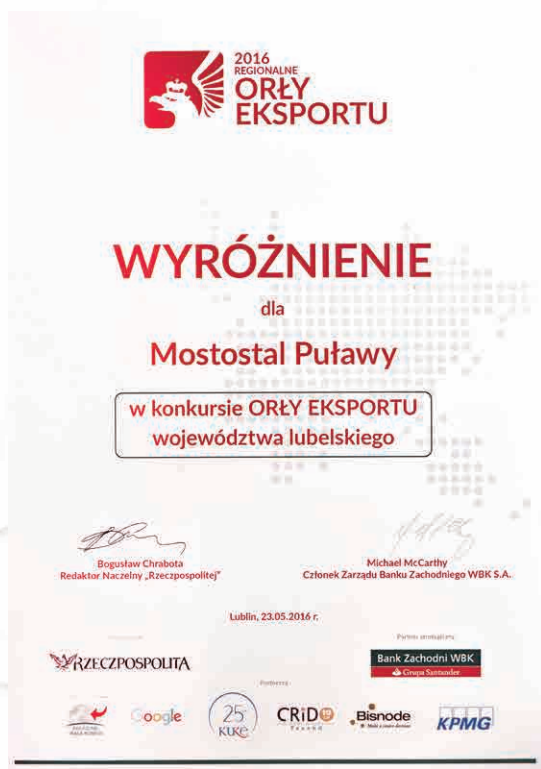 2016
REGIONALNE
ORŁY
EKSPORTU
WYRÓŻNIENIE
dla
Mostostal Puławy
w konkursie ORŁY EKSPORTU
województwa lubelskiego
Bogusław Chrabota
Redaktor Naczelny „Rzeczpospolitej”
Michael McCarthy
Członek Zarządu Banku Zachodniego WBK S.A.
Lublin, 23.05.2016 r.
RZECZPOSPOLITA
Bank Zachodni WBK
Grupa Santander
Partnerzy
Google
25
KUKE
CRiDO
Taxand
Bisnode
KPMG